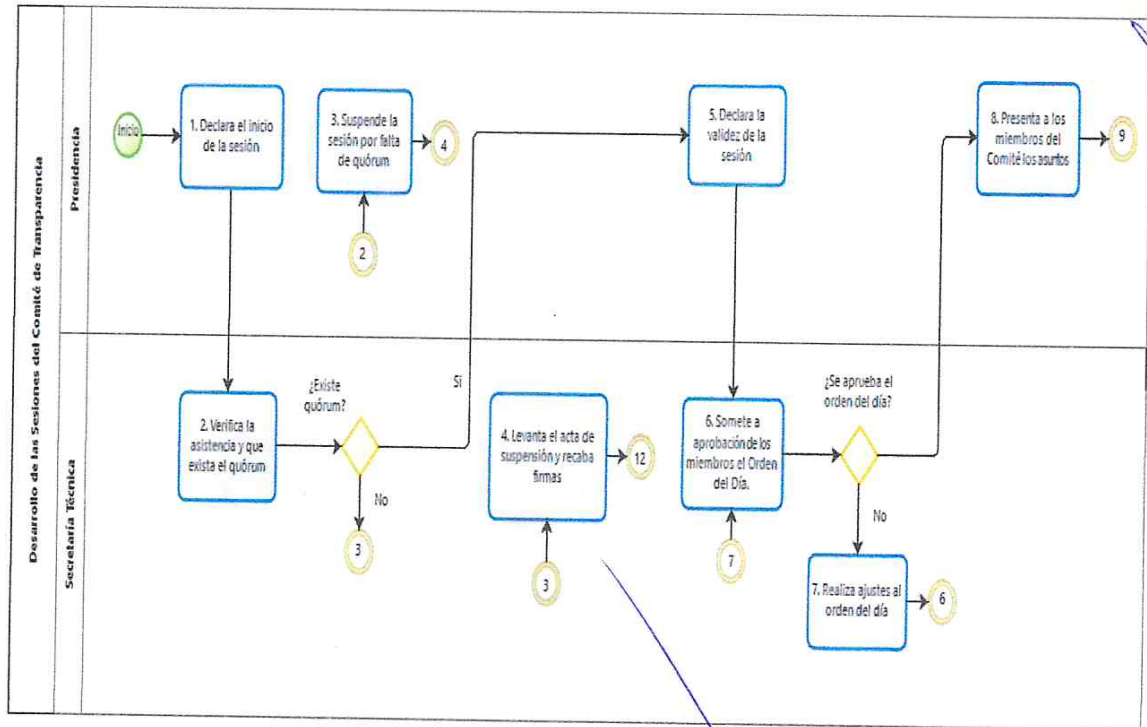 Desarrollo de las Sesiones del Comité de Transparencia
Presidencia
Inicio
1. Declara el inicio
de la sesión
3. Suspende la
sesión por falta
de quórum
4
2
5. Declara la
validez de la
sesión
8. Presenta a los
miembros del
Comité los asuntos
9
Secretaría Técnica
2. Verifica la
asistencia y que
exista el quórum
¿Existe
quórum?
Si
No
3
4. Levanta el acta de
suspensión y recaba
firmas
12
3
6. Somete a
aprobación de los
miembros el Orden
del Día.
7
¿Se aprueba el
orden del día?
No
7. Realiza ajustes al
orden del día
6